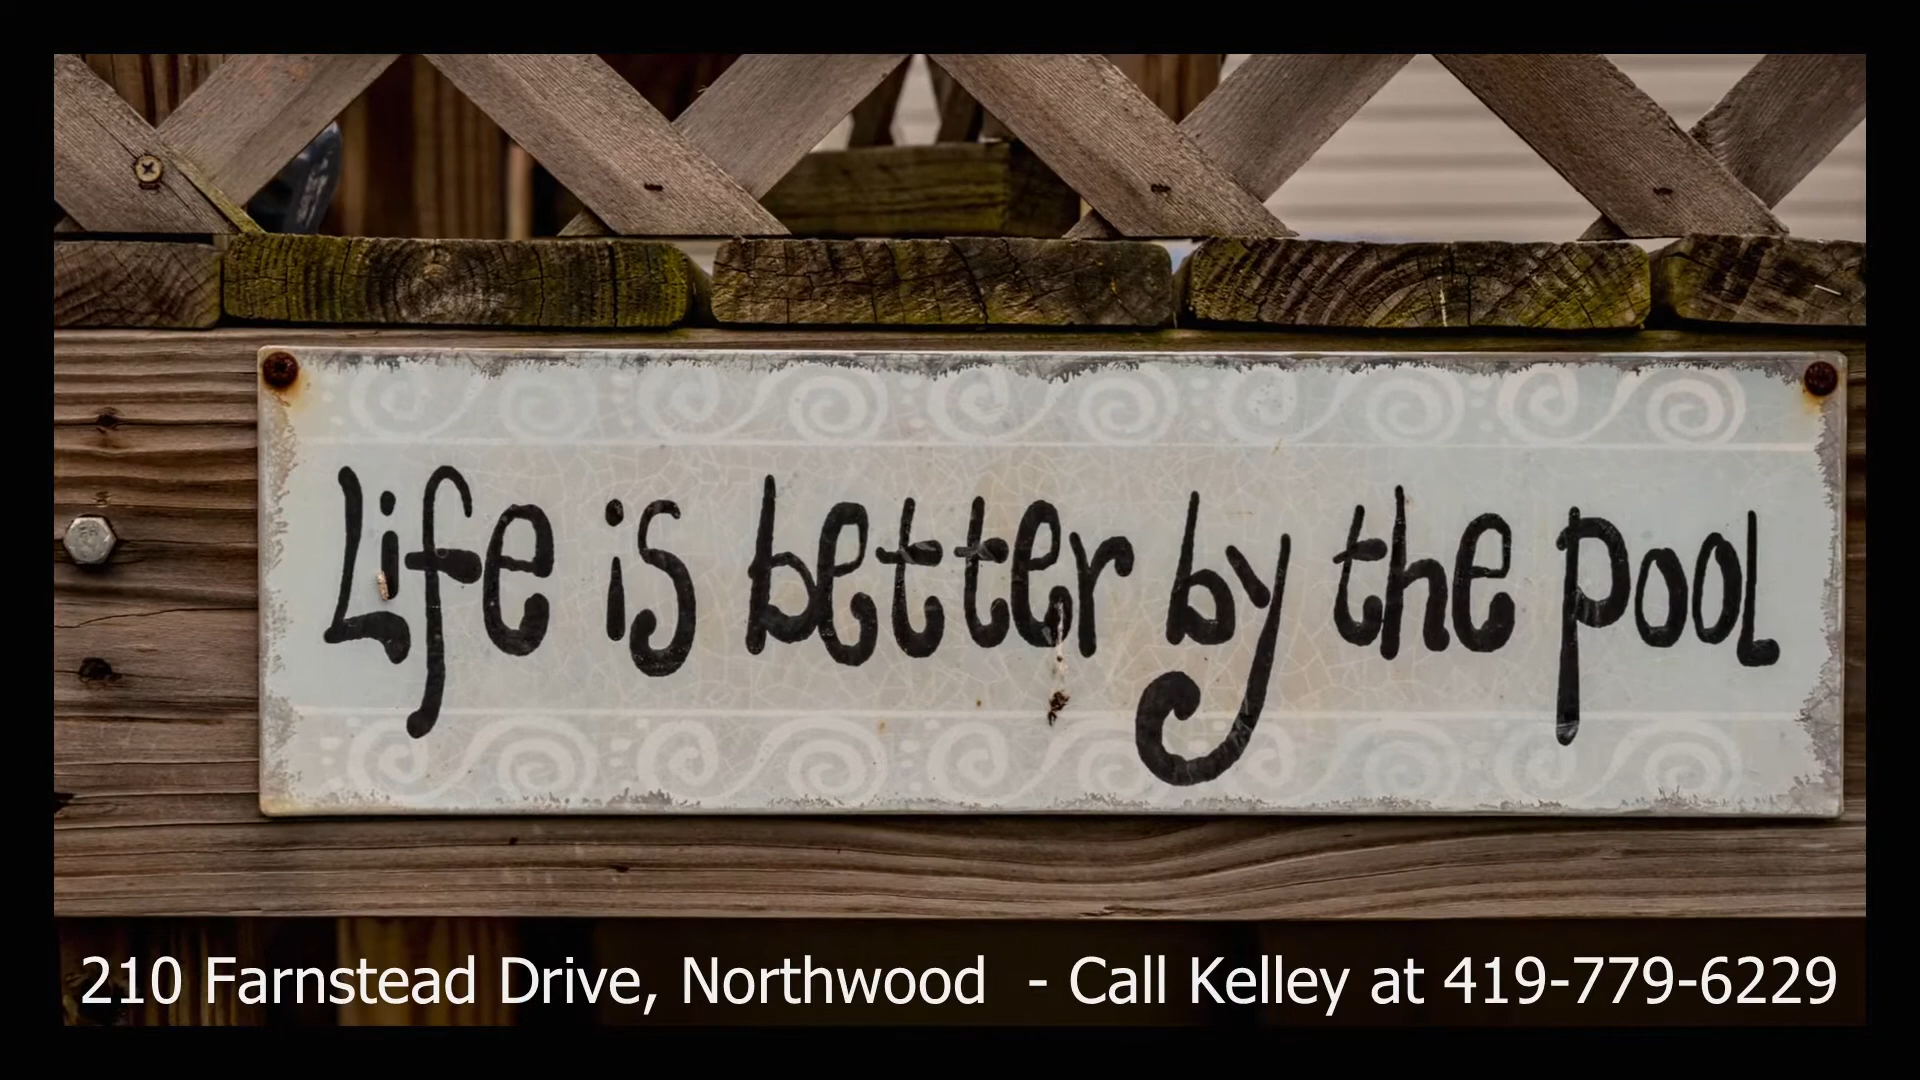 Life is better by the pool
210 Farnstead Drive, Northwood  - Call Kelley at 419-779-6229